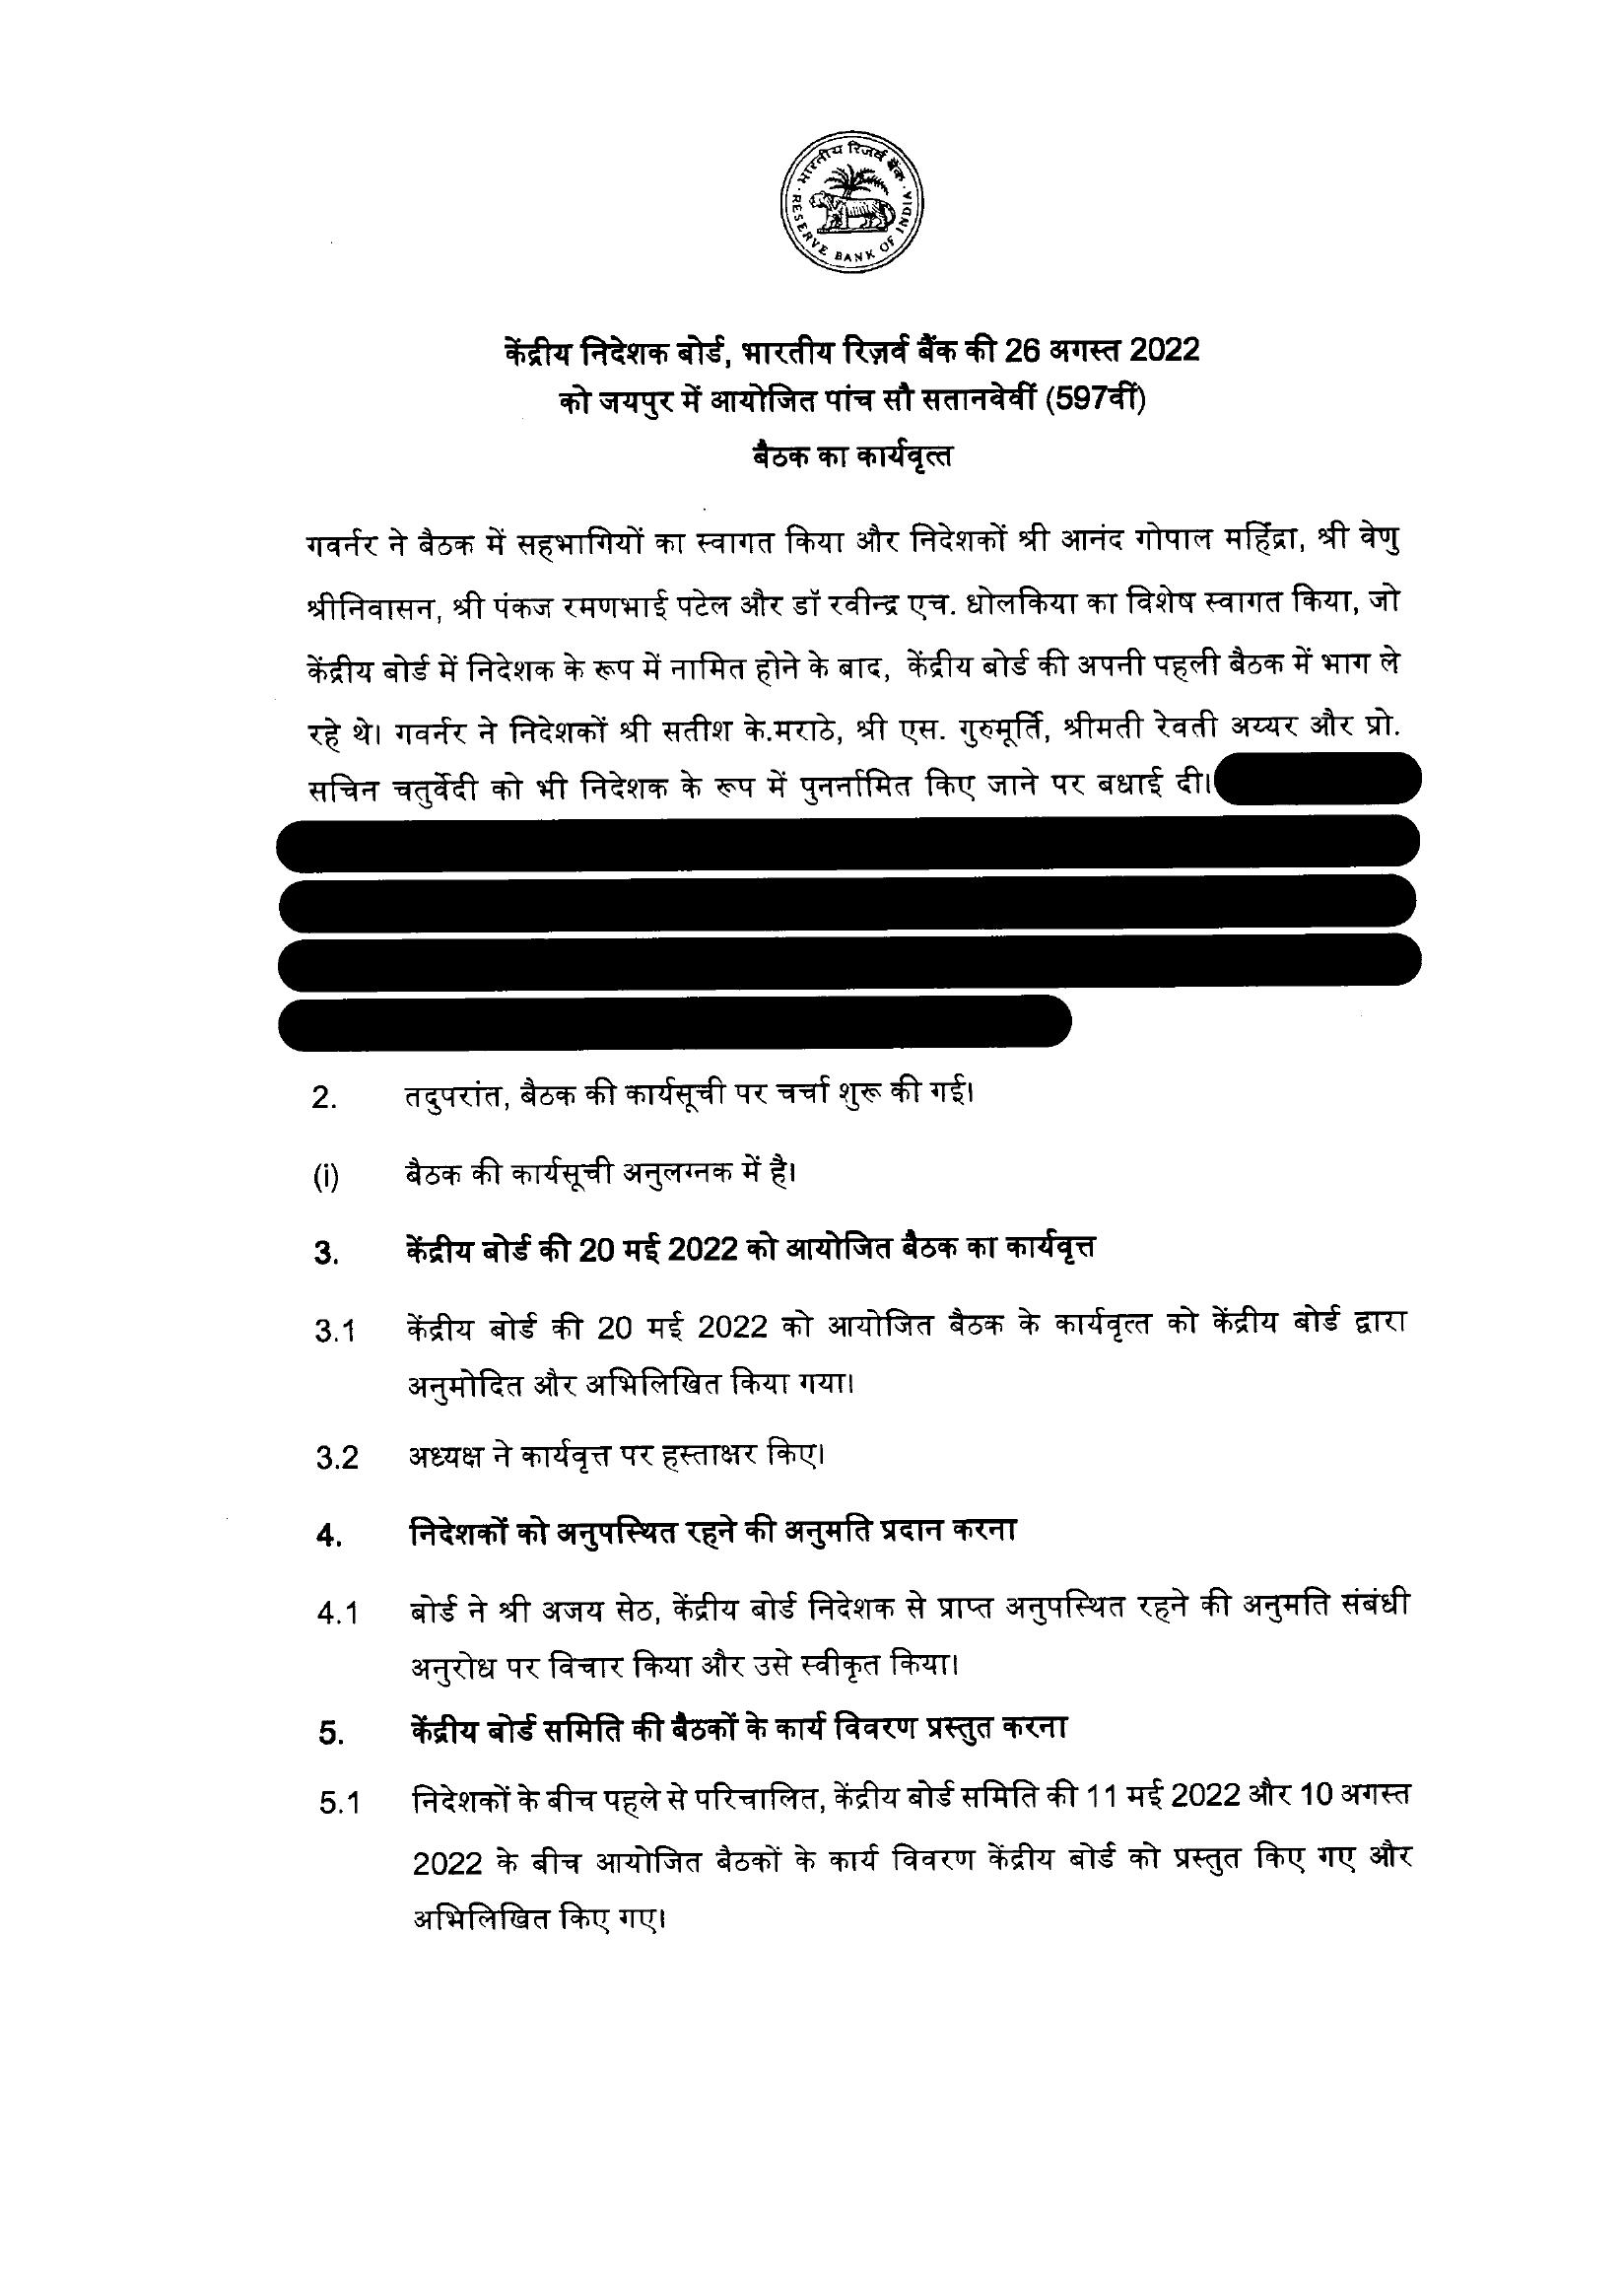 भारतीय रिज़र्व बैंक
RESERVE BANK OF INDIA
केंद्रीय निदेशक बोर्ड, भारतीय रिज़र्व बैंक की 26 अगस्त 2022
को जयपुर में आयोजित पांच सौ सतानवेवीं (597वीं)
बैठक का कार्यवृत्त
गवर्नर ने बैठक में सहभागियों का स्वागत किया और निदेशकों श्री आनंद गोपाल महिंद्रा, श्री वेणु
श्रीनिवासन, श्री पंकज रमणभाई पटेल और डॉ रवीन्द्र एच. धोलकिया का विशेष स्वागत किया, जो
केंद्रीय बोर्ड में निदेशक के रूप में नामित होने के बाद, केंद्रीय बोर्ड की अपनी पहली बैठक में भाग ले
रहे थे। गवर्नर ने निदेशकों श्री सतीश के.मराठे, श्री एस. गुरुमूर्ति, श्रीमती रेवती अय्यर और प्रो.
सचिन चतुर्वेदी को भी निदेशक के रूप में पुनर्नामित किए जाने पर बधाई दी।
2. तदुपरांत, बैठक की कार्यसूची पर चर्चा शुरू की गई।
(i) बैठक की कार्यसूची अनुलग्नक में है।
3. केंद्रीय बोर्ड की 20 मई 2022 को आयोजित बैठक का कार्यवृत्त
3.1 केंद्रीय बोर्ड की 20 मई 2022 को आयोजित बैठक के कार्यवृत्त को केंद्रीय बोर्ड द्वारा
अनुमोदित और अभिलिखित किया गया।
3.2 अध्यक्ष ने कार्यवृत्त पर हस्ताक्षर किए।
4. निदेशकों को अनुपस्थित रहने की अनुमति प्रदान करना
4.1 बोर्ड ने श्री अजय सेठ, केंद्रीय बोर्ड निदेशक से प्राप्त अनुपस्थित रहने की अनुमति संबंधी
अनुरोध पर विचार किया और उसे स्वीकृत किया।
5. केंद्रीय बोर्ड समिति की बैठकों के कार्य विवरण प्रस्तुत करना
5.1 निदेशकों के बीच पहले से परिचालित, केंद्रीय बोर्ड समिति की 11 मई 2022 और 10 अगस्त
2022 के बीच आयोजित बैठकों के कार्य विवरण केंद्रीय बोर्ड को प्रस्तुत किए गए और
अभिलिखित किए गए।